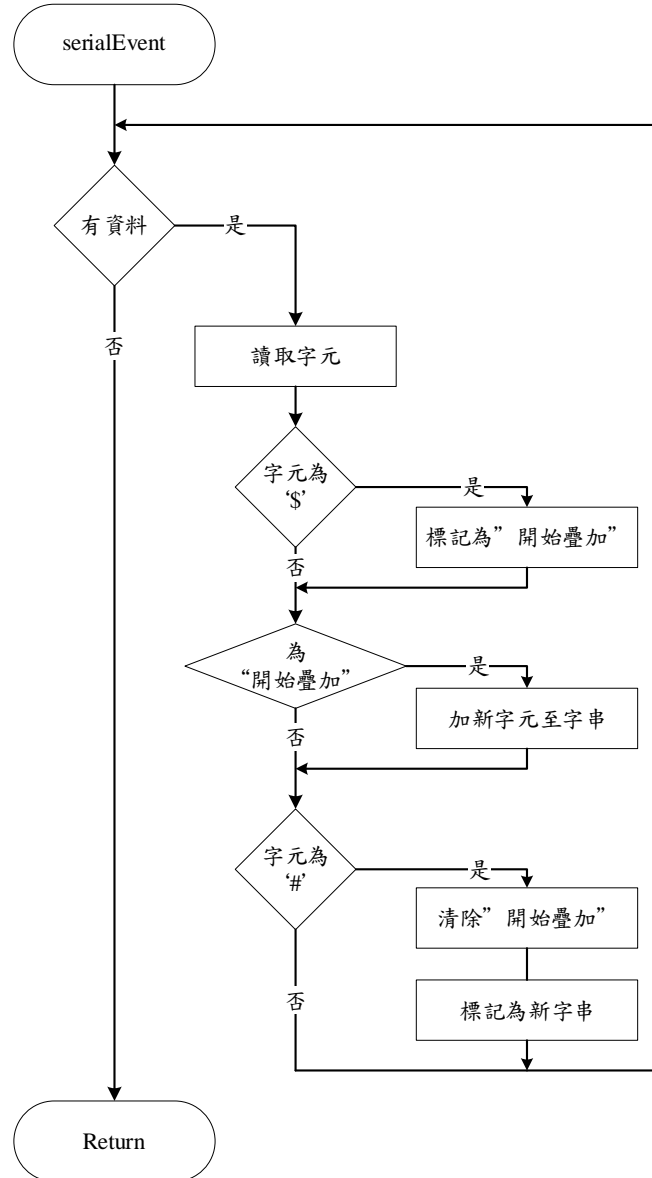 serialEvent
有資料
是
否
讀取字元
字元為
‘$’
是
標記為”開始疊加”
否
為
“開始疊加”
是
加新字元至字串
否
字元為
‘#’
是
清除”開始疊加”
否
標記為新字串
Return